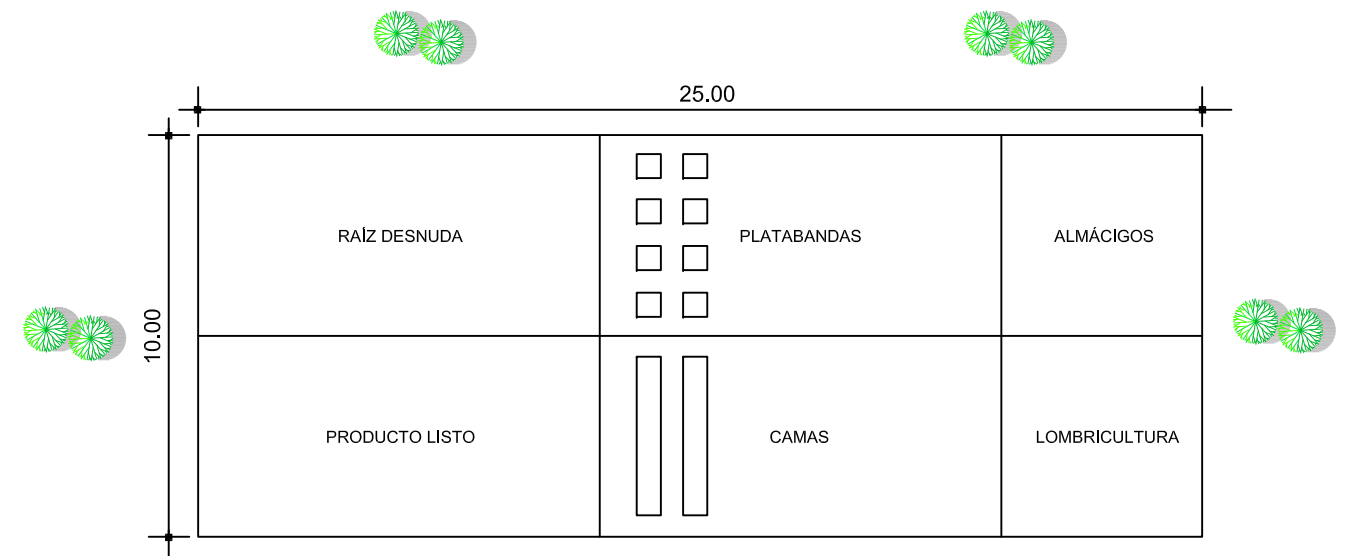 25.00
RAÍZ DESNUDA
PLATABANDAS
ALMÁCIGOS
10.00
PRODUCTO LISTO
CAMAS
LOMBRICULTURA